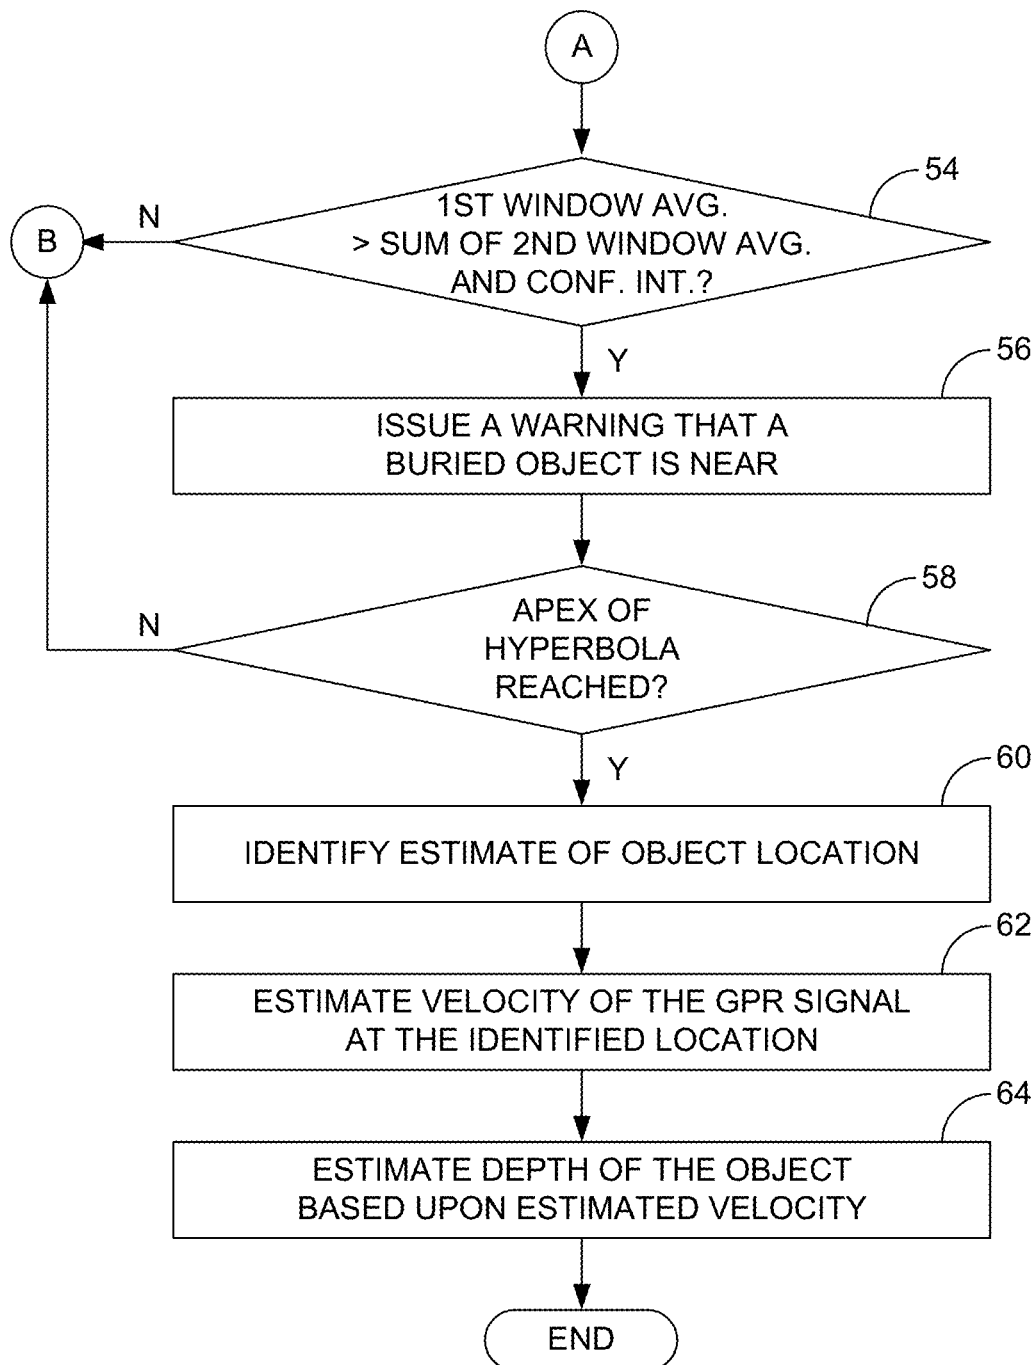 A
54
1ST WINDOW AVG.
> SUM OF 2ND WINDOW AVG.
AND CONF. INT.?
N
B
Y
56
ISSUE A WARNING THAT A
BURIED OBJECT IS NEAR
58
APEX OF
HYPERBOLA
REACHED?
N
Y
60
IDENTIFY ESTIMATE OF OBJECT LOCATION
62
ESTIMATE VELOCITY OF THE GPR SIGNAL
AT THE IDENTIFIED LOCATION
64
ESTIMATE DEPTH OF THE OBJECT
BASED UPON ESTIMATED VELOCITY
END